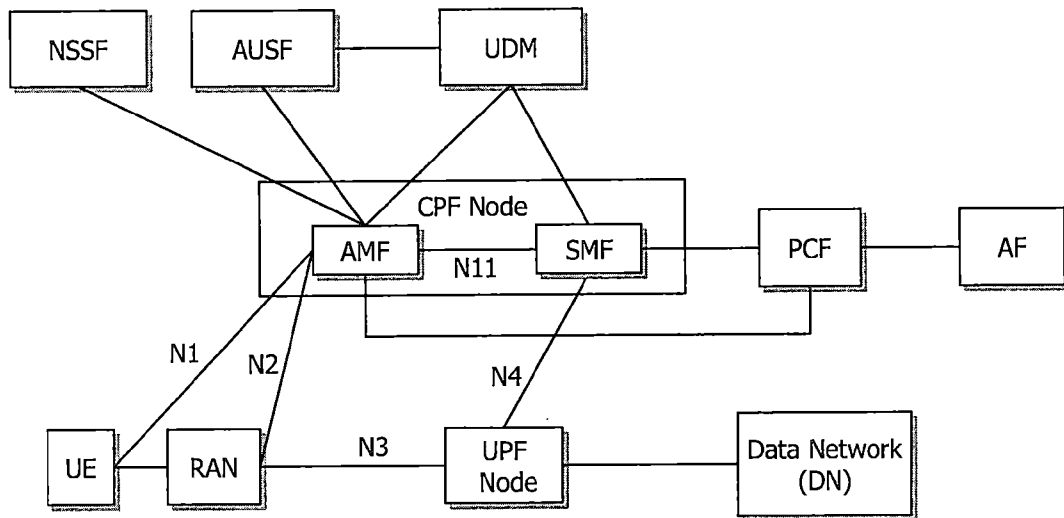 NSSF
AUSF
UDM
CPF Node
AMF
N11
SMF
PCF
AF
N1
N2
N4
UE
RAN
N3
UPF
Node
Data Network
(DN)